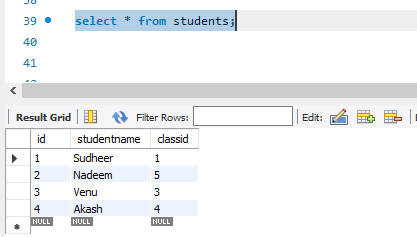 39 select * from students;
40
41
42
Result Grid Filter Rows: Edit:
id studentname classid
1 Sudheer 1
2 Nadeem 5
3 Venu 3
4 Akash 4
NULL NULL NULL